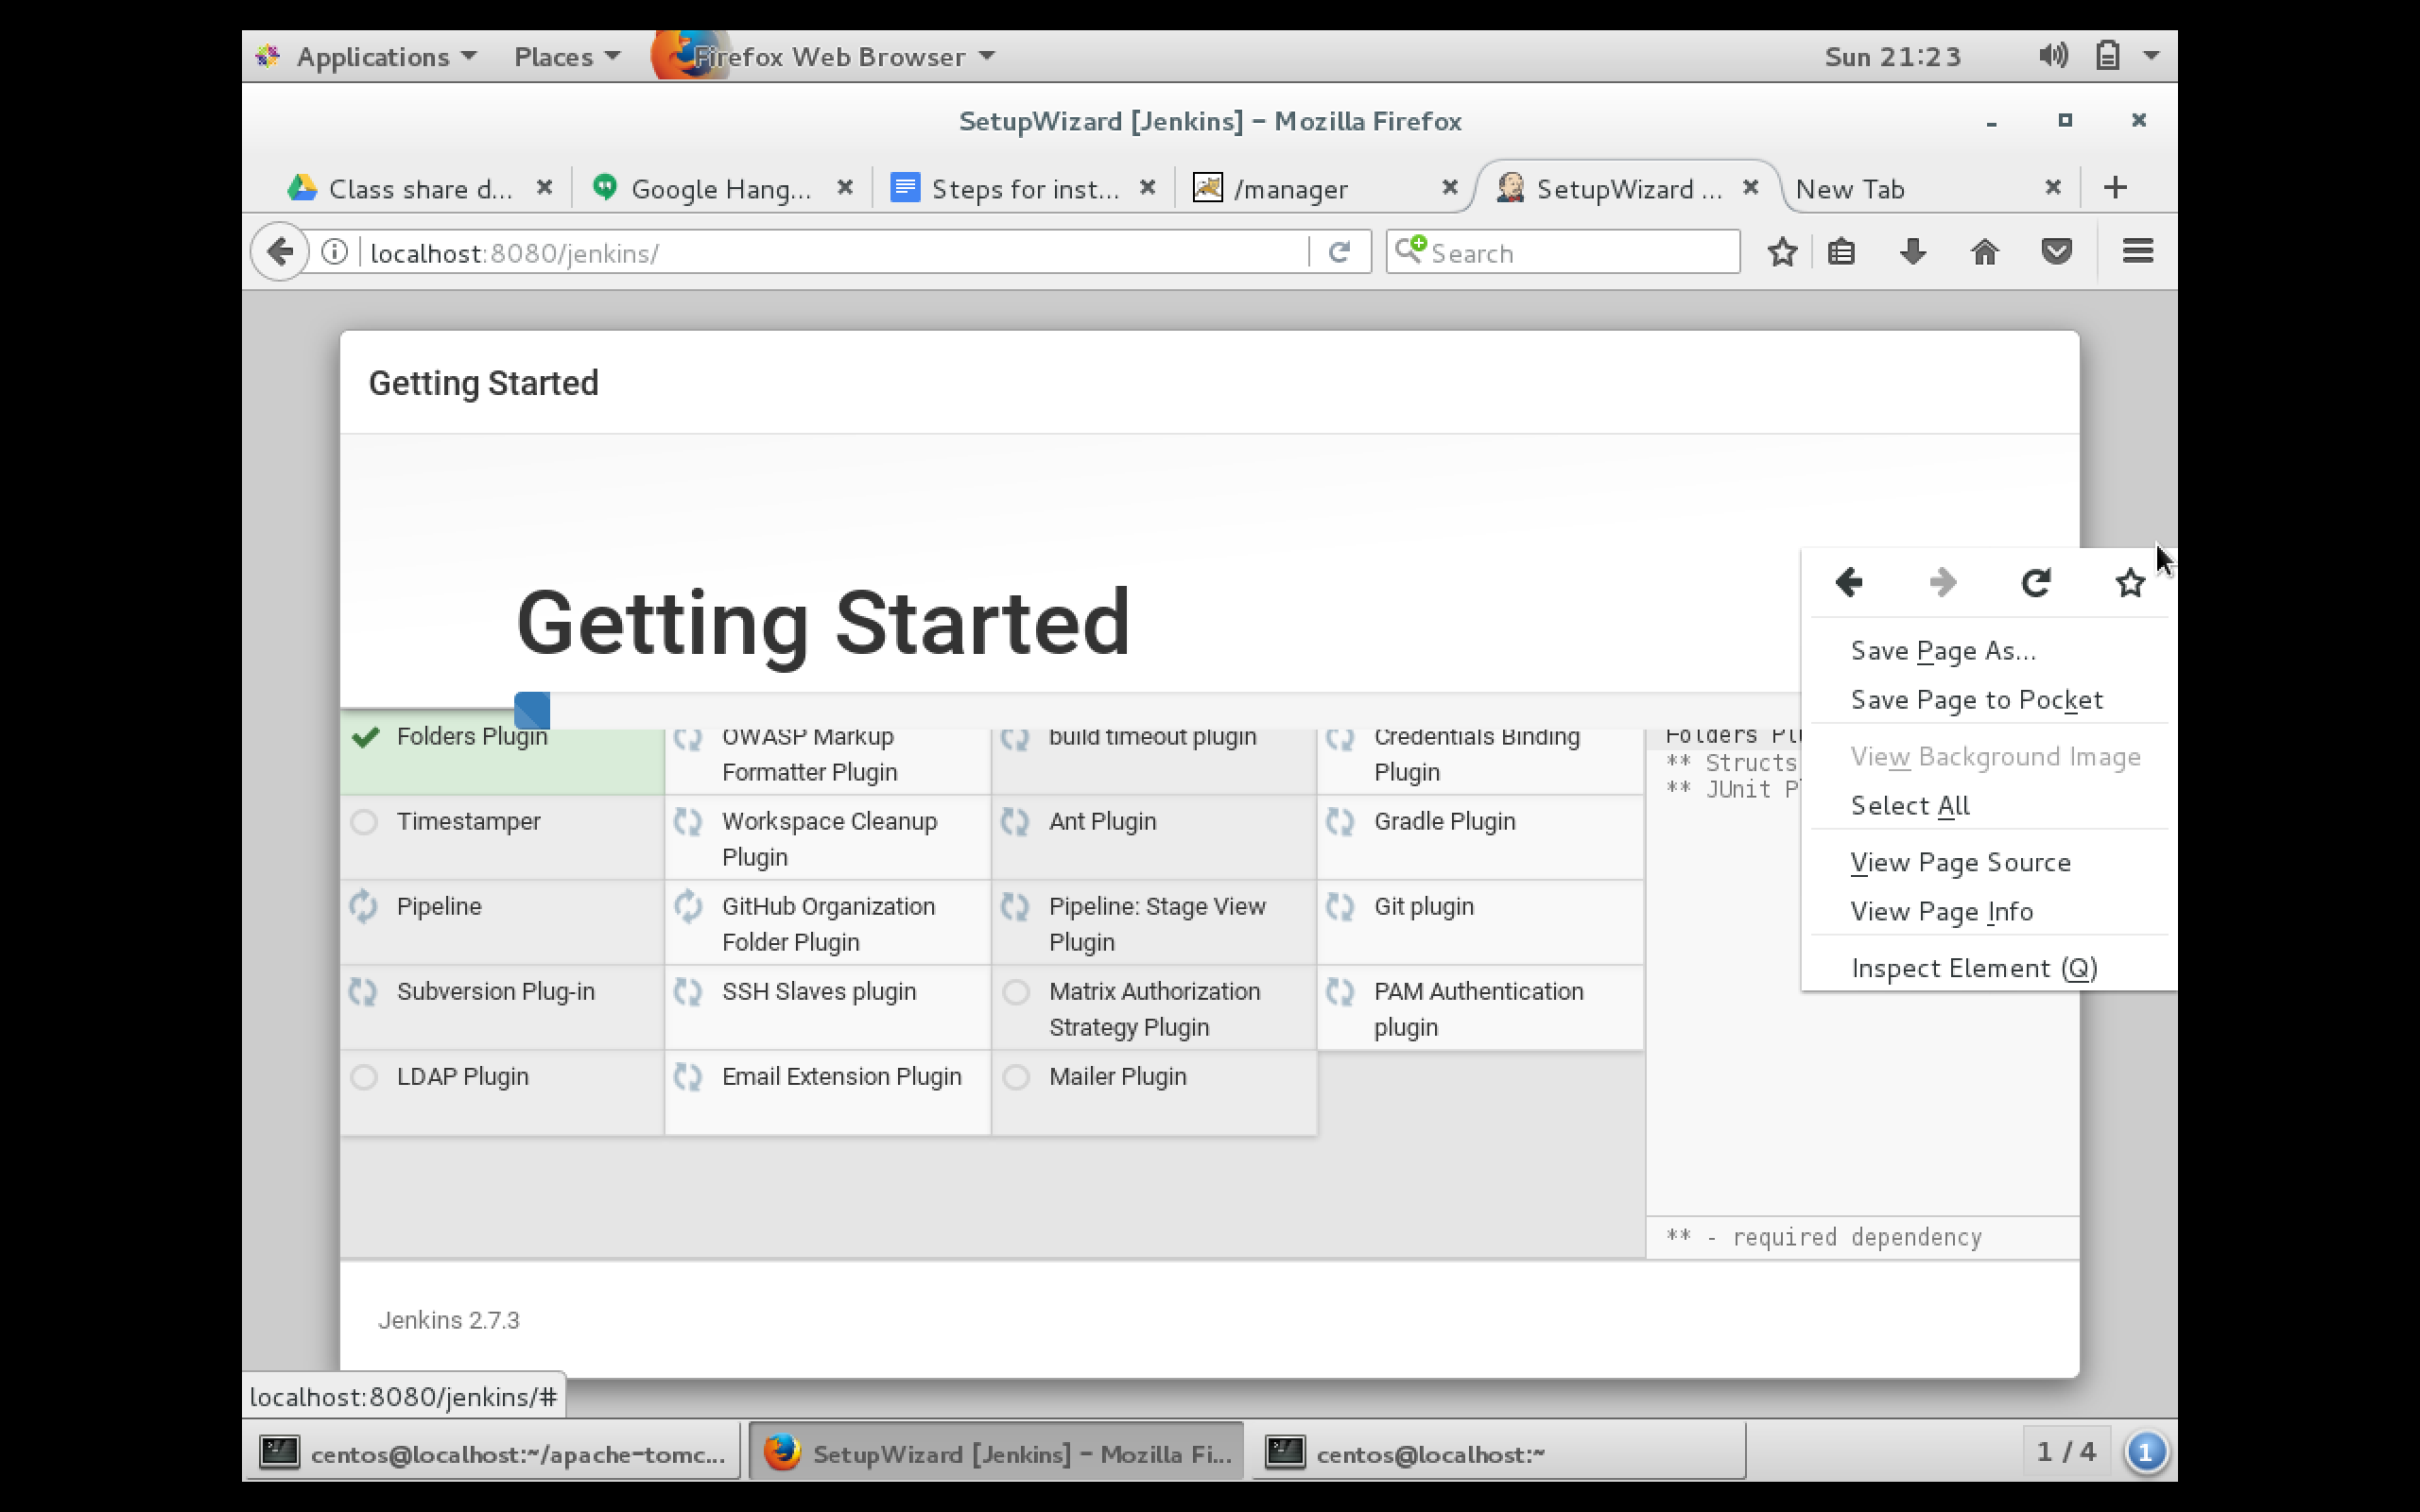 Applications Places Firefox Web Browser Sun 21:23
SetupWizard [Jenkins] – Mozilla Firefox
Class share d... Google Hang... Steps for inst... /manager SetupWizard ... New Tab
localhost:8080/jenkins/ Search
Getting Started
Getting Started
Folders Plugin
OWASP Markup
Formatter Plugin
build timeout plugin
Credentials Binding
Plugin
Timestamper
Workspace Cleanup
Plugin
Ant Plugin
Gradle Plugin
Pipeline
GitHub Organization
Folder Plugin
Pipeline: Stage View
Plugin
Git plugin
Subversion Plug-in
SSH Slaves plugin
Matrix Authorization
Strategy Plugin
PAM Authentication
plugin
LDAP Plugin
Email Extension Plugin
Mailer Plugin
Folders
** Structs
** JUnit
** - required dependency
Save Page As...
Save Page to Pocket
View Background Image
Select All
View Page Source
View Page Info
Inspect Element (Q)
Jenkins 2.7.3
localhost:8080/jenkins/#
centos@localhost:~/apache-tomc... SetupWizard [Jenkins] – Mozilla Fi... centos@localhost:~ 1 / 4 1